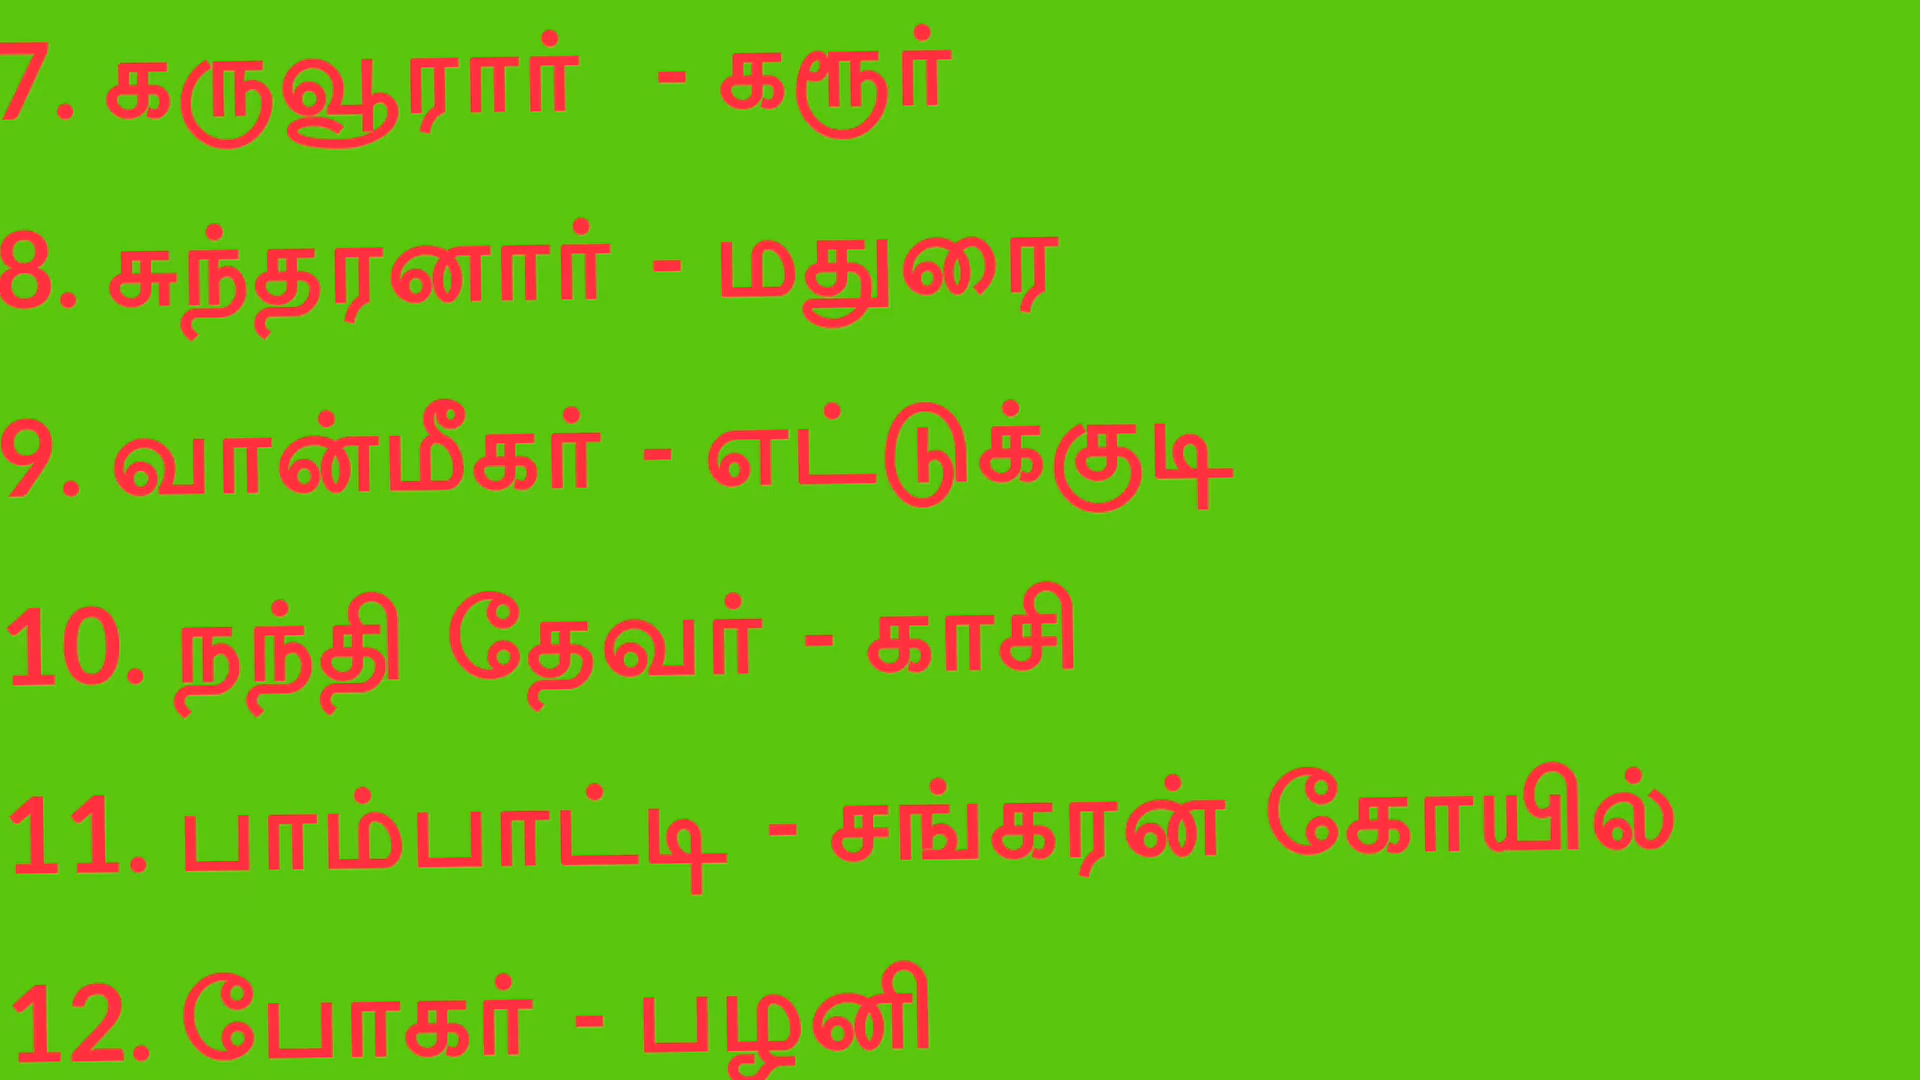 7. கருவூரார் - கரூர்
8. சுந்தரனார் - மதுரை
9. வான்மீகர் - எட்டுக்குடி
10. நந்தி தேவர் - காசி
11. பாம்பாட்டி - சங்கரன் கோயில்
12. போகர் - பழனி